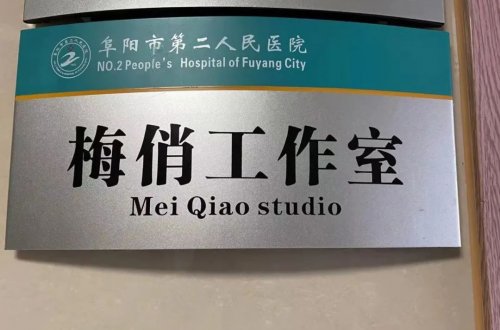 阜阳市第二人民医院
NO.2 People's Hospital of Fuyang City
梅俏工作室
Mei Qiao studio